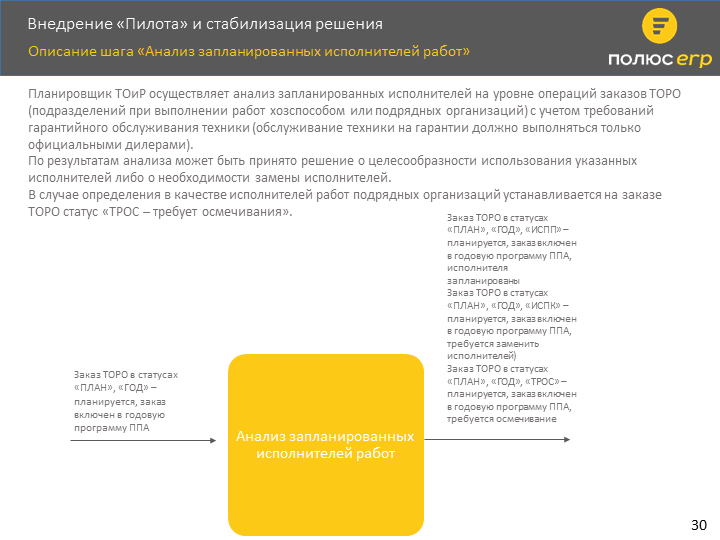 Внедрение «Пилота» и стабилизация решения
Описание шага «Анализ запланированных исполнителей работ»
ПОЛЮС егр
Планировщик ТОиР осуществляет анализ запланированных исполнителей на уровне операций заказов ТОРО
(подразделений при выполнении работ хозспособом или подрядных организаций) с учетом требований
гарантийного обслуживания техники (обслуживание техники на гарантии должно выполняться только
официальными дилерами).
По результатам анализа может быть принято решение о целесообразности использования указанных
исполнителей либо о необходимости замены исполнителей.
В случае определения в качестве исполнителей работ подрядных организаций устанавливается на заказе
ТОРО статус «ТРОС – требует осмечивания».
Заказ ТОРО в статусах
«ПЛАН», «ГОД», «ИСПП» –
планируется, заказ включен
в годовую программу ППА,
исполнителя
запланированы
Заказ ТОРО в статусах
«ПЛАН», «ГОД», «ИСПК» –
планируется, заказ включен
в годовую программу ППА,
требуется заменить
исполнителей)
Заказ ТОРО в статусах
«ПЛАН», «ГОД», «ТРОС» –
планируется, заказ включен
в годовую программу ППА,
требуется осмечивание
Заказ ТОРО в статусах
«ПЛАН», «ГОД» –
планируется, заказ
включен в годовую
программу ППА
Анализ запланированных
исполнителей работ
30